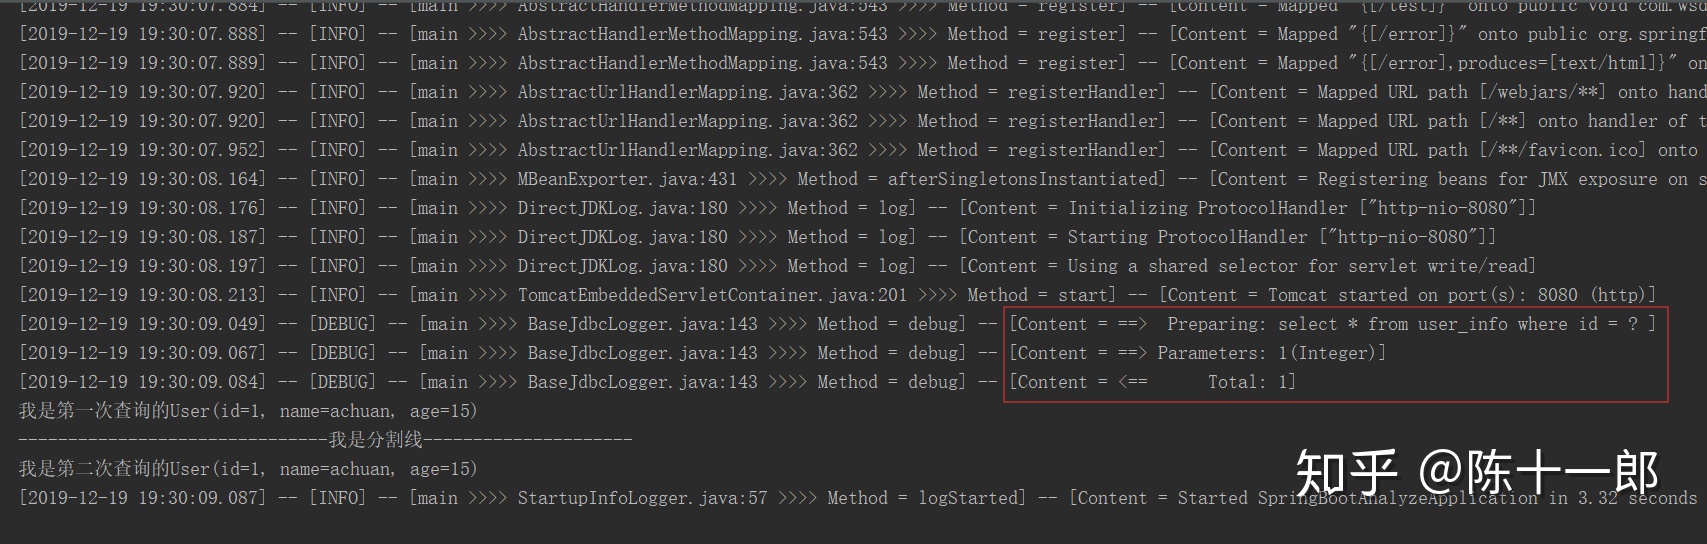 [2019-12-19 19:30:07.884] -- [INFO] -- [main >>>> AbstractHandlerMethodMapping.java:543 >>>> Method = register] -- [Content = Mapped "{[/test]}" onto public void com.wsd
[2019-12-19 19:30:07.888] -- [INFO] -- [main >>>> AbstractHandlerMethodMapping.java:543 >>>> Method = register] -- [Content = Mapped "{[/error]}" onto public org.springf
[2019-12-19 19:30:07.889] -- [INFO] -- [main >>>> AbstractHandlerMethodMapping.java:543 >>>> Method = register] -- [Content = Mapped "{[/error],produces=[text/html]}" on
[2019-12-19 19:30:07.920] -- [INFO] -- [main >>>> AbstractUrlHandlerMapping.java:362 >>>> Method = registerHandler] -- [Content = Mapped URL path [/webjars/**] onto hand
[2019-12-19 19:30:07.920] -- [INFO] -- [main >>>> AbstractUrlHandlerMapping.java:362 >>>> Method = registerHandler] -- [Content = Mapped URL path [/**] onto handler of t
[2019-12-19 19:30:07.952] -- [INFO] -- [main >>>> AbstractUrlHandlerMapping.java:362 >>>> Method = registerHandler] -- [Content = Mapped URL path [/**/favicon.ico] onto
[2019-12-19 19:30:08.164] -- [INFO] -- [main >>>> MBeanExporter.java:431 >>>> Method = afterSingletonsInstantiated] -- [Content = Registering beans for JMX exposure on s
[2019-12-19 19:30:08.176] -- [INFO] -- [main >>>> DirectJDKLog.java:180 >>>> Method = log] -- [Content = Initializing ProtocolHandler ["http-nio-8080"]]
[2019-12-19 19:30:08.187] -- [INFO] -- [main >>>> DirectJDKLog.java:180 >>>> Method = log] -- [Content = Starting ProtocolHandler ["http-nio-8080"]]
[2019-12-19 19:30:08.197] -- [INFO] -- [main >>>> DirectJDKLog.java:180 >>>> Method = log] -- [Content = Using a shared selector for servlet write/read]
[2019-12-19 19:30:08.213] -- [INFO] -- [main >>>> TomcatEmbeddedServletContainer.java:201 >>>> Method = start] -- [Content = Tomcat started on port(s): 8080 (http)]
[2019-12-19 19:30:09.049] -- [DEBUG] -- [main >>>> BaseJdbcLogger.java:143 >>>> Method = debug] -- [Content = ==>  Preparing: select * from user_info where id = ? ]
[2019-12-19 19:30:09.067] -- [DEBUG] -- [main >>>> BaseJdbcLogger.java:143 >>>> Method = debug] -- [Content = ==> Parameters: 1(Integer)]
[2019-12-19 19:30:09.084] -- [DEBUG] -- [main >>>> BaseJdbcLogger.java:143 >>>> Method = debug] -- [Content = <==      Total: 1]
我是第一次查询的User(id=1, name=achuan, age=15)
-------------------------------我是分割线---------------------
我是第二次查询的User(id=1, name=achuan, age=15)
[2019-12-19 19:30:09.087] -- [INFO] -- [main >>>> StartupInfoLogger.java:57 >>>> Method = logStarted] -- [Content = Started SpringBootAnalyzeApplication in 3.32 seconds
知乎 @陈十一郎